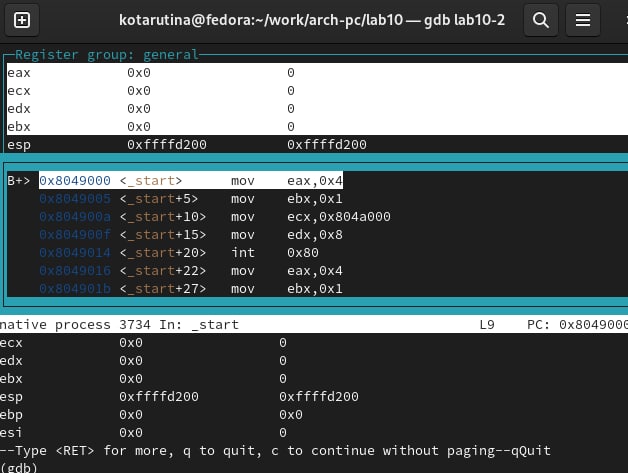 kotarutina@fedora:~/work/arch-pc/lab10 — gdb lab10-2
Register group: general
eax 0x0 0
ecx 0x0 0
edx 0x0 0
ebx 0x0 0
esp 0xffffd200 0xffffd200
B+> 0x8049000 <_start> mov eax,0x4
0x8049005 <_start+5> mov ebx,0x1
0x804900a <_start+10> mov ecx,0x804a000
0x804900f <_start+15> mov edx,0x8
0x8049014 <_start+20> int 0x80
0x8049016 <_start+22> mov eax,0x4
0x804901b <_start+27> mov ebx,0x1
native process 3734 In: _start L9 PC: 0x8049000
ecx 0x0 0
edx 0x0 0
ebx 0x0 0
esp 0xffffd200 0xffffd200
ebp 0x0 0x0
esi 0x0 0
--Type <RET> for more, q to quit, c to continue without paging--qQuit
(gdb)